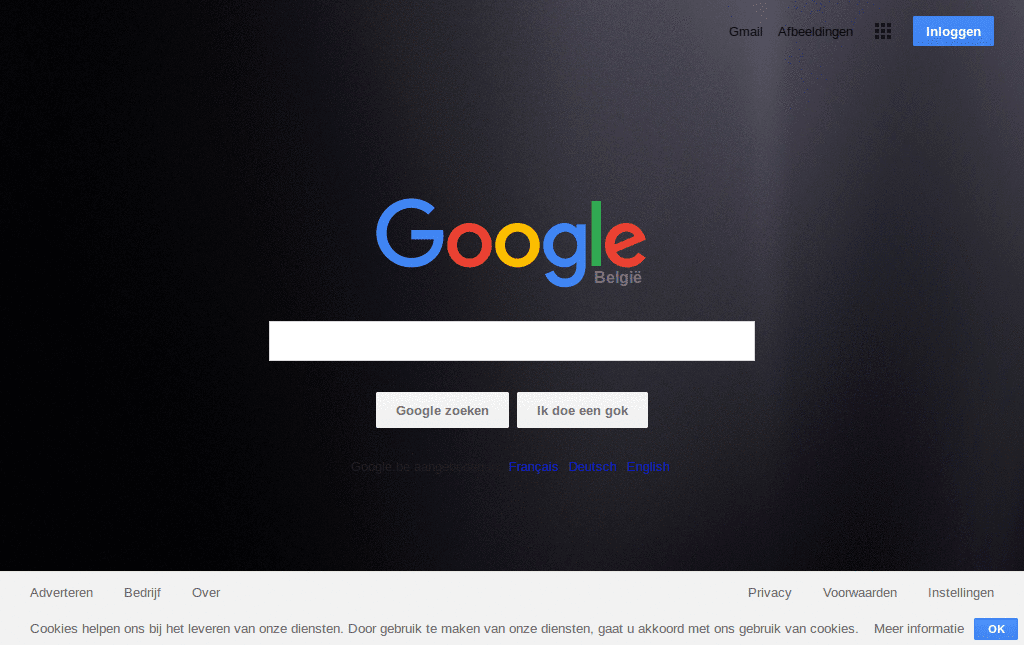 Gmail Afbeeldingen Inloggen
Google
België
Google zoeken Ik doe een gok
Google.be aangeboden in: Français Deutsch English
Adverteren Bedrijf Over Privacy Voorwaarden Instellingen
Cookies helpen ons bij het leveren van onze diensten. Door gebruik te maken van onze diensten, gaat u akkoord met ons gebruik van cookies. Meer informatie OK